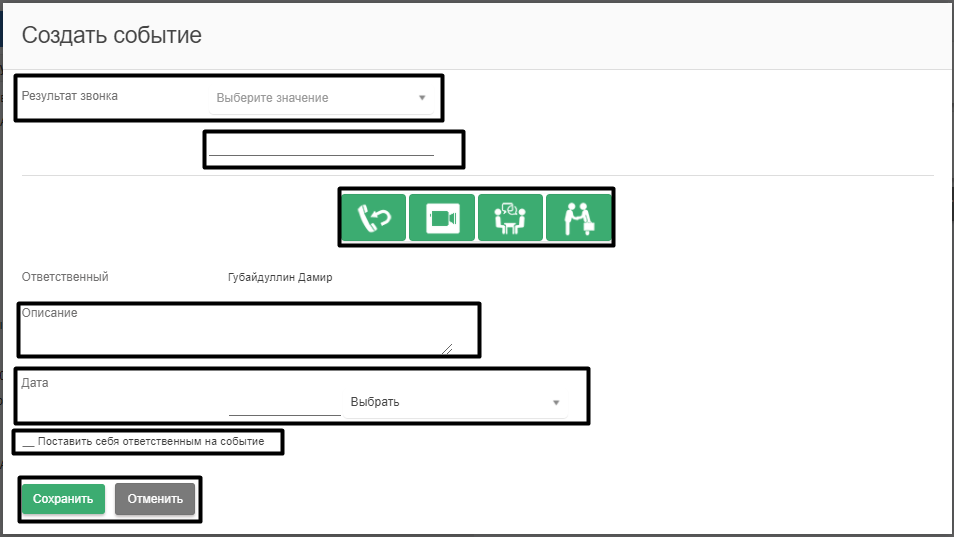 Создать событие
Результат звонка Выберите значение
Ответственный Губайдуллин Дамир
Описание
Дата
Выбрать
Поставить себя ответственным на событие
Сохранить Отменить